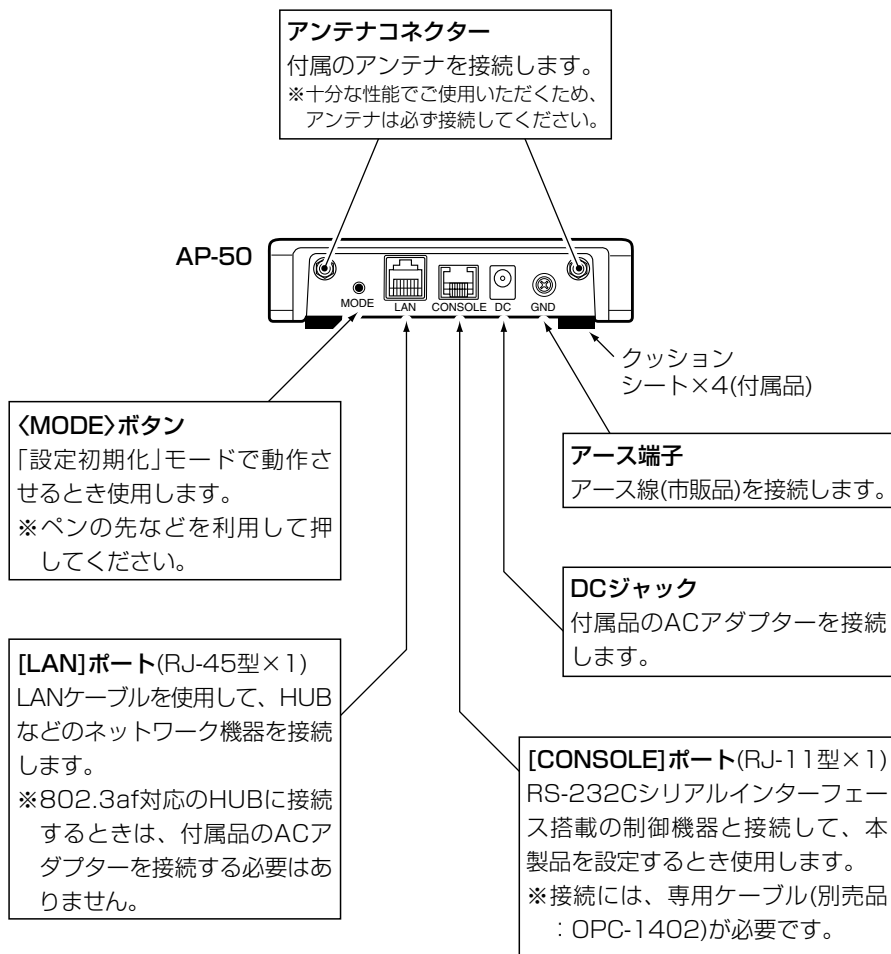 アンテナコネクター
付属のアンテナを接続します。
※十分な性能でご使用いただくため、
アンテナは必ず接続してください。
AP-50
MODE
LAN
CONSOLE
DC
GND
クッション
シート×4(付属品)
〈MODE〉ボタン
「設定初期化」モードで動作さ
せるとき使用します。
※ペンの先などを利用して押
してください。
アース端子
アース線(市販品)を接続します。
DCジャック
付属品のACアダプターを接続
します。
[LAN]ポート(RJ-45型×1)
LANケーブルを使用して、HUB
などのネットワーク機器を接続
します。
※802.3af対応のHUBに接続
するときは、付属品のACア
ダプターを接続する必要はあ
りません。
[CONSOLE]ポート(RJ-11型×1)
RS-232Cシリアルインターフェー
ス搭載の制御機器と接続して、本
製品を設定するとき使用します。
※接続には、専用ケーブル(別売品
：OPC-1402)が必要です。